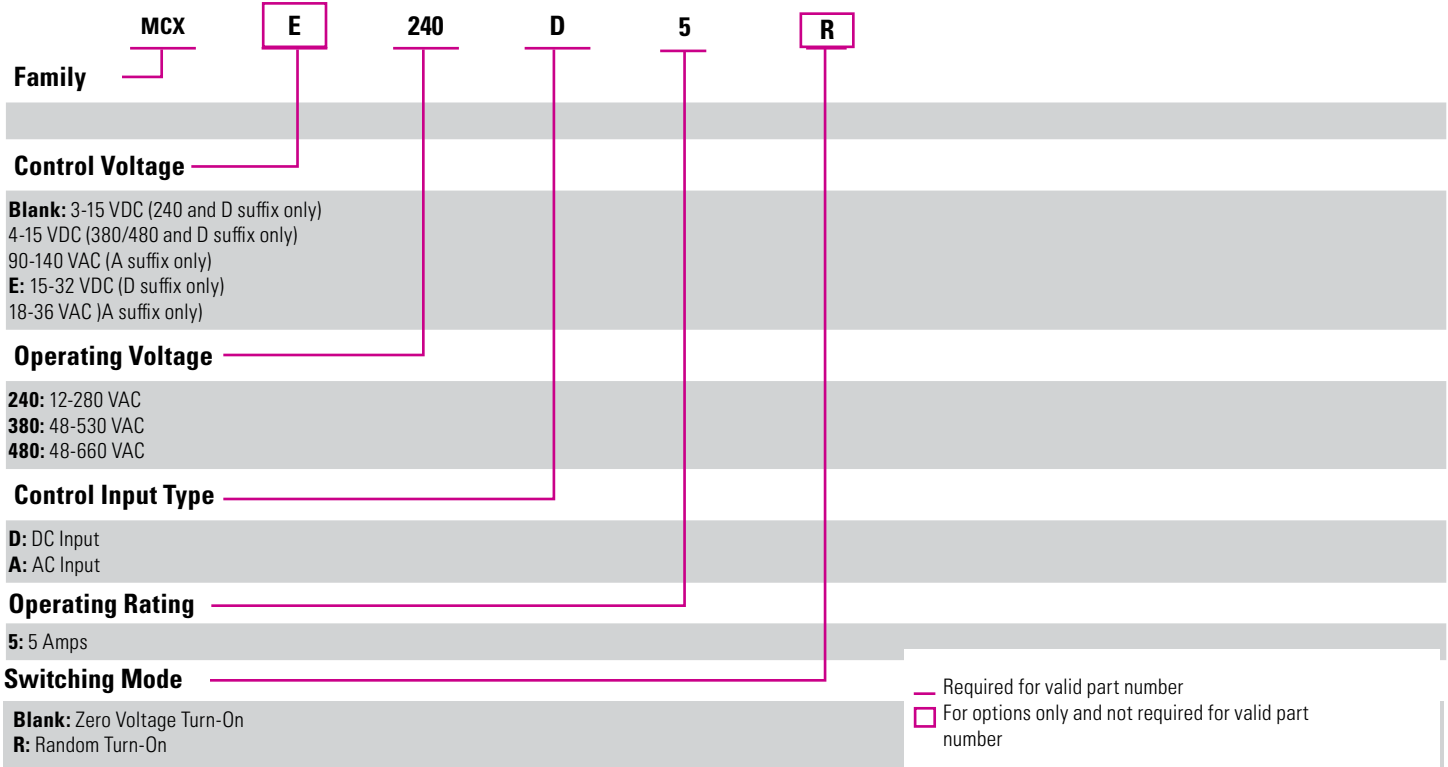 MCX E 240 D 5 R
Family
Control Voltage
Blank: 3-15 VDC (240 and D suffix only)
4-15 VDC (380/480 and D suffix only)
90-140 VAC (A suffix only)
E: 15-32 VDC (D suffix only)
18-36 VAC )A suffix only)
Operating Voltage
240: 12-280 VAC
380: 48-530 VAC
480: 48-660 VAC
Control Input Type
D: DC Input
A: AC Input
Operating Rating
5: 5 Amps
Switching Mode
Blank: Zero Voltage Turn-On
R: Random Turn-On
Required for valid part number
For options only and not required for valid part
number